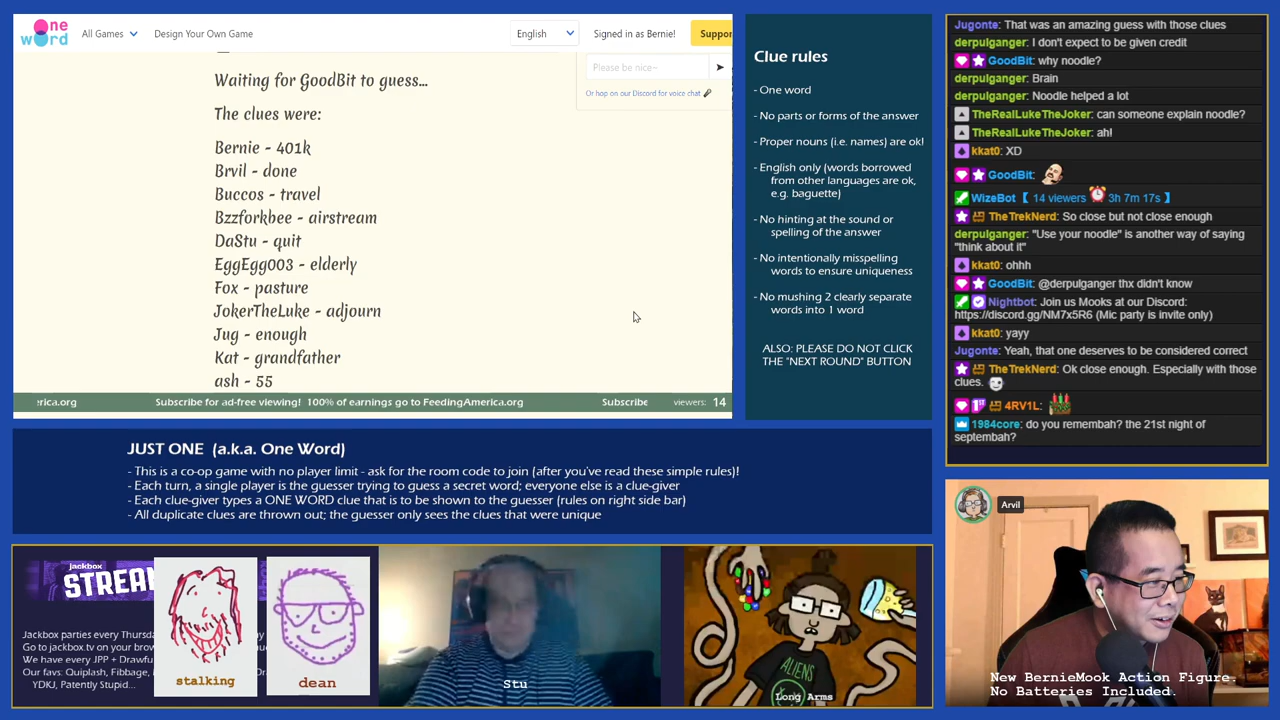 One
word
All Games
Design Your Own Game
English
Signed in as Bernie!
Suppor
Waiting for GoodBit to guess...
The clues were:
Bernie - 401k
Brvil - done
Buccos - travel
Bzzforkbee - airstream
DaStu - quit
EggEgg003 - elderly
Fox - pasture
JokerTheLuke - adjourn
Jug - enough
Kat - grandfather
ash - 55
Please be nice~
Or hop on our Discord for voice chat
rica.org
Subscribe for ad-free viewing! 100% of earnings go to FeedingAmerica.org
Subscribe
viewers: 14
Clue rules
- One word
- No parts or forms of the answer
- Proper nouns (i.e. names) are ok!
- English only (words borrowed
from other languages are ok,
e.g. baguette)
- No hinting at the sound or
spelling of the answer
- No intentionally misspelling
words to ensure uniqueness
- No mushing 2 clearly separate
words into 1 word
ALSO: PLEASE DO NOT CLICK
THE "NEXT ROUND" BUTTON
Jugonte: That was an amazing guess with those clues
derpulganger: I don't expect to be given credit
GoodBit: why noodle?
derpulganger: Brain
derpulganger: Noodle helped a lot
TheRealLukeTheJoker: can someone explain noodle?
TheRealLukeTheJoker: ah!
kkat0: XD
GoodBit:
WizeBot 【 14 viewers 3h 7m 17s 】
TheTrekNerd: So close but not close enough
derpulganger: "Use your noodle" is another way of saying
"think about it"
kkat0: ohhh
GoodBit: @derpulganger thx didn't know
Nightbot: Join us Mooks at our Discord:
https://discord.gg/NM7x5R6 (Mic party is invite only)
kkat0: yayy
Jugonte: Yeah, that one deserves to be considered correct
TheTrekNerd: Ok close enough. Especially with those
clues.
4RV1L:
1984core: do you remembah? the 21st night of
septembah?
JUST ONE (a.k.a. One Word)
- This is a co-op game with no player limit - ask for the room code to join (after you've read these simple rules)!
- Each turn, a single player is the guesser trying to guess a secret word; everyone else is a clue-giver
- Each clue-giver types a ONE WORD clue that is to be shown to the guesser (rules on right side bar)
- All duplicate clues are thrown out; the guesser only sees the clues that were unique
jackbox
STREA
Jackbox parties every Thursda
Go to jackbox.tv on your brow
We have every JPP + Drawfu
Our favs: Quiplash, Fibbage,
YDKJ, Patently Stupid...
stalking
dean
Stu
ALIENS
Long Arms
Arvil
New BernieMook Action Figu
No Batteries Included.